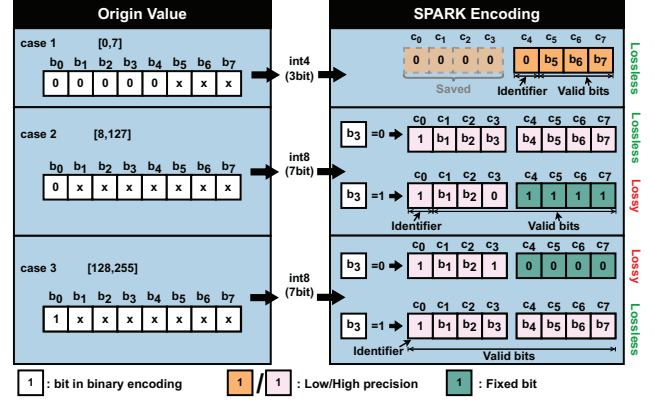 Origin Value
SPARK Encoding
case 1 [0,7]
b0 b1 b2 b3 b4 b5 b6 b7
0 0 0 0 0 x x x
int4
(3bit)
c0 c1 c2 c3 c4 c5 c6 c7
0 0 0 0 0 b5 b6 b7
Saved
Identifier Valid bits
Lossless
case 2 [8,127]
b0 b1 b2 b3 b4 b5 b6 b7
0 x x x x x x x
int8
(7bit)
c0 c1 c2 c3 c4 c5 c6 c7
b3 =0 1 b1 b2 b3 b4 b5 b6 b7
Lossless
c0 c1 c2 c3 c4 c5 c6 c7
b3 =1 1 b1 b2 0 1 1 1 1
Identifier Valid bits
Lossy
case 3 [128,255]
b0 b1 b2 b3 b4 b5 b6 b7
1 x x x x x x x
int8
(7bit)
c0 c1 c2 c3 c4 c5 c6 c7
b3 =0 1 b1 b2 1 0 0 0 0
Lossy
c0 c1 c2 c3 c4 c5 c6 c7
b3 =1 1 b1 b2 b3 b4 b5 b6 b7
Identifier Valid bits
Lossless
1 : bit in binary encoding 1 / 1 : Low/High precision 1 : Fixed bit